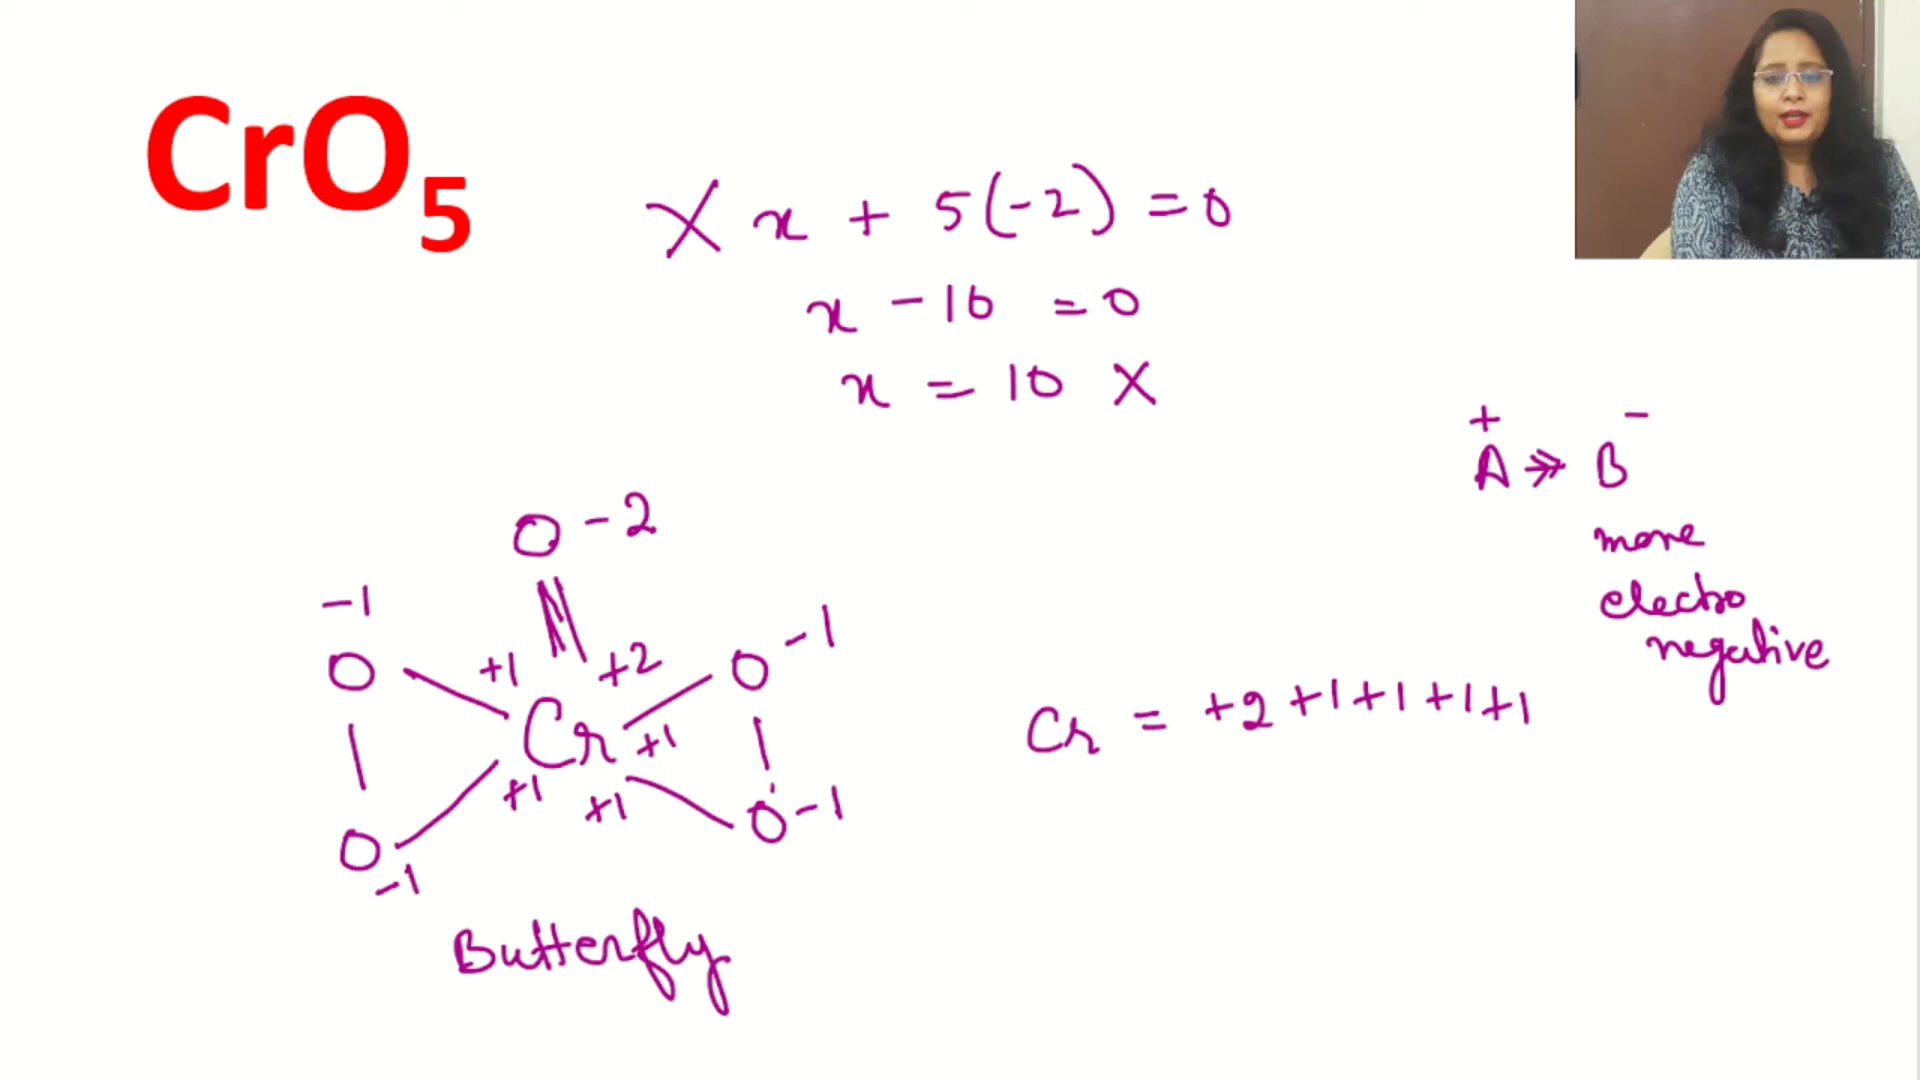 CrO₅
X x + 5(-2) = 0
x - 10 = 0
x = 10 X
+ -
A ⪢ B
more
electro
negative
O -2
-1
O
+1
+2
O -1
Cr
+1
+1
+1
O -1
O
-1
Cr = +2 +1 +1 +1 +1
Butterfly